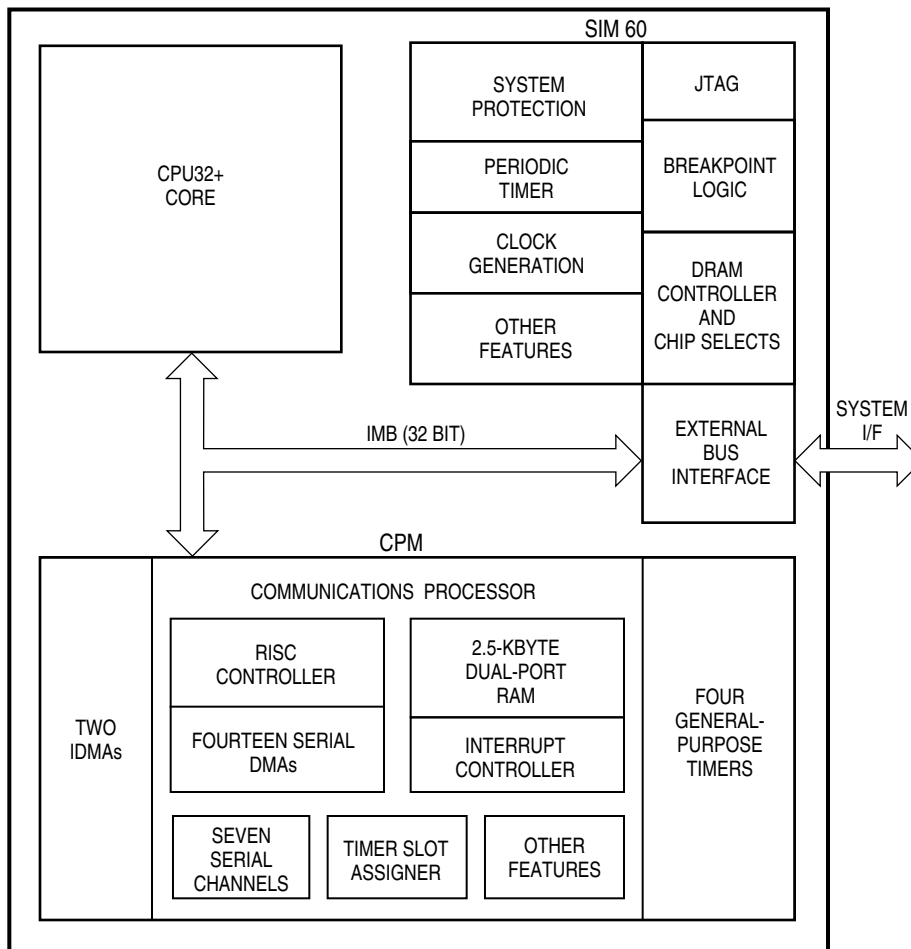 SIM 60
CPU32+
CORE
SYSTEM
PROTECTION
PERIODIC
TIMER
CLOCK
GENERATION
OTHER
FEATURES
JTAG
BREAKPOINT
LOGIC
DRAM
CONTROLLER
AND
CHIP SELECTS
EXTERNAL
BUS
INTERFACE
SYSTEM
I/F
IMB (32 BIT)
CPM
TWO
IDMAs
COMMUNICATIONS PROCESSOR
RISC
CONTROLLER
FOURTEEN SERIAL
DMAs
2.5-KBYTE
DUAL-PORT
RAM
INTERRUPT
CONTROLLER
SEVEN
SERIAL
CHANNELS
TIMER SLOT
ASSIGNER
OTHER
FEATURES
FOUR
GENERAL-
PURPOSE
TIMERS